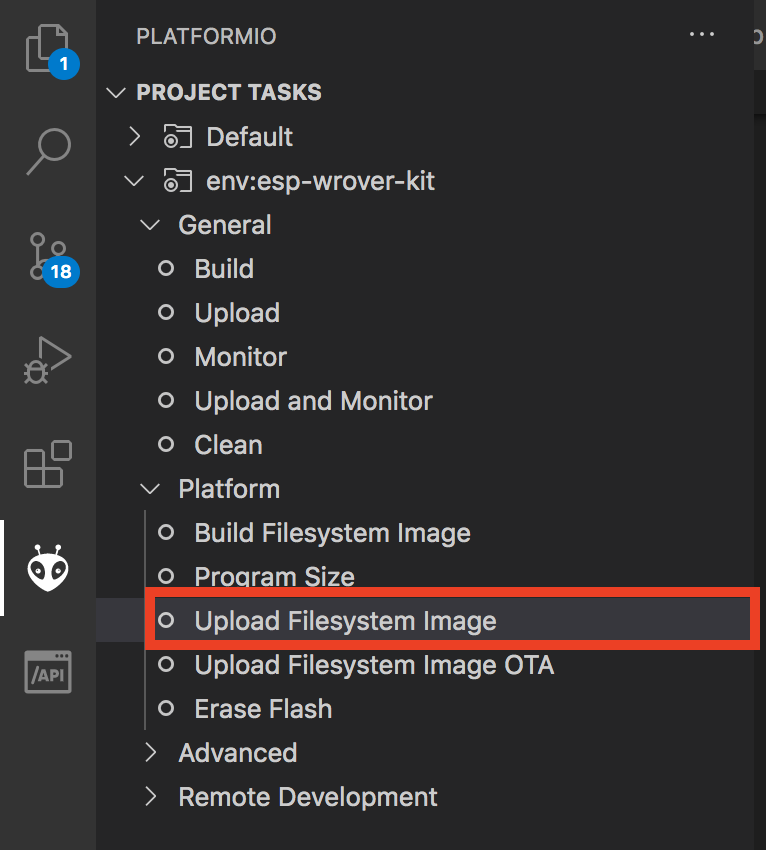 PLATFORMIO
1
PROJECT TASKS
Default
env:esp-wrover-kit
General
Build
18
Upload
Monitor
Upload and Monitor
Clean
Platform
Build Filesystem Image
Program Size
Upload Filesystem Image
Upload Filesystem Image OTA
/API
Erase Flash
Advanced
Remote Development